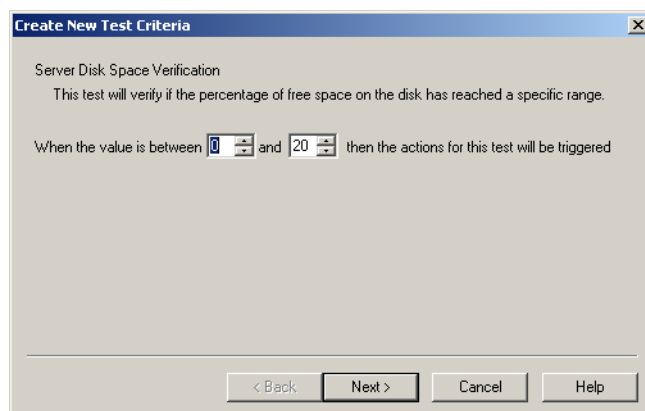 Create New Test Criteria
Server Disk Space Verification
This test will verify if the percentage of free space on the disk has reached a specific range.
When the value is between 0 and 20 then the actions for this test will be triggered
< Back Next > Cancel Help